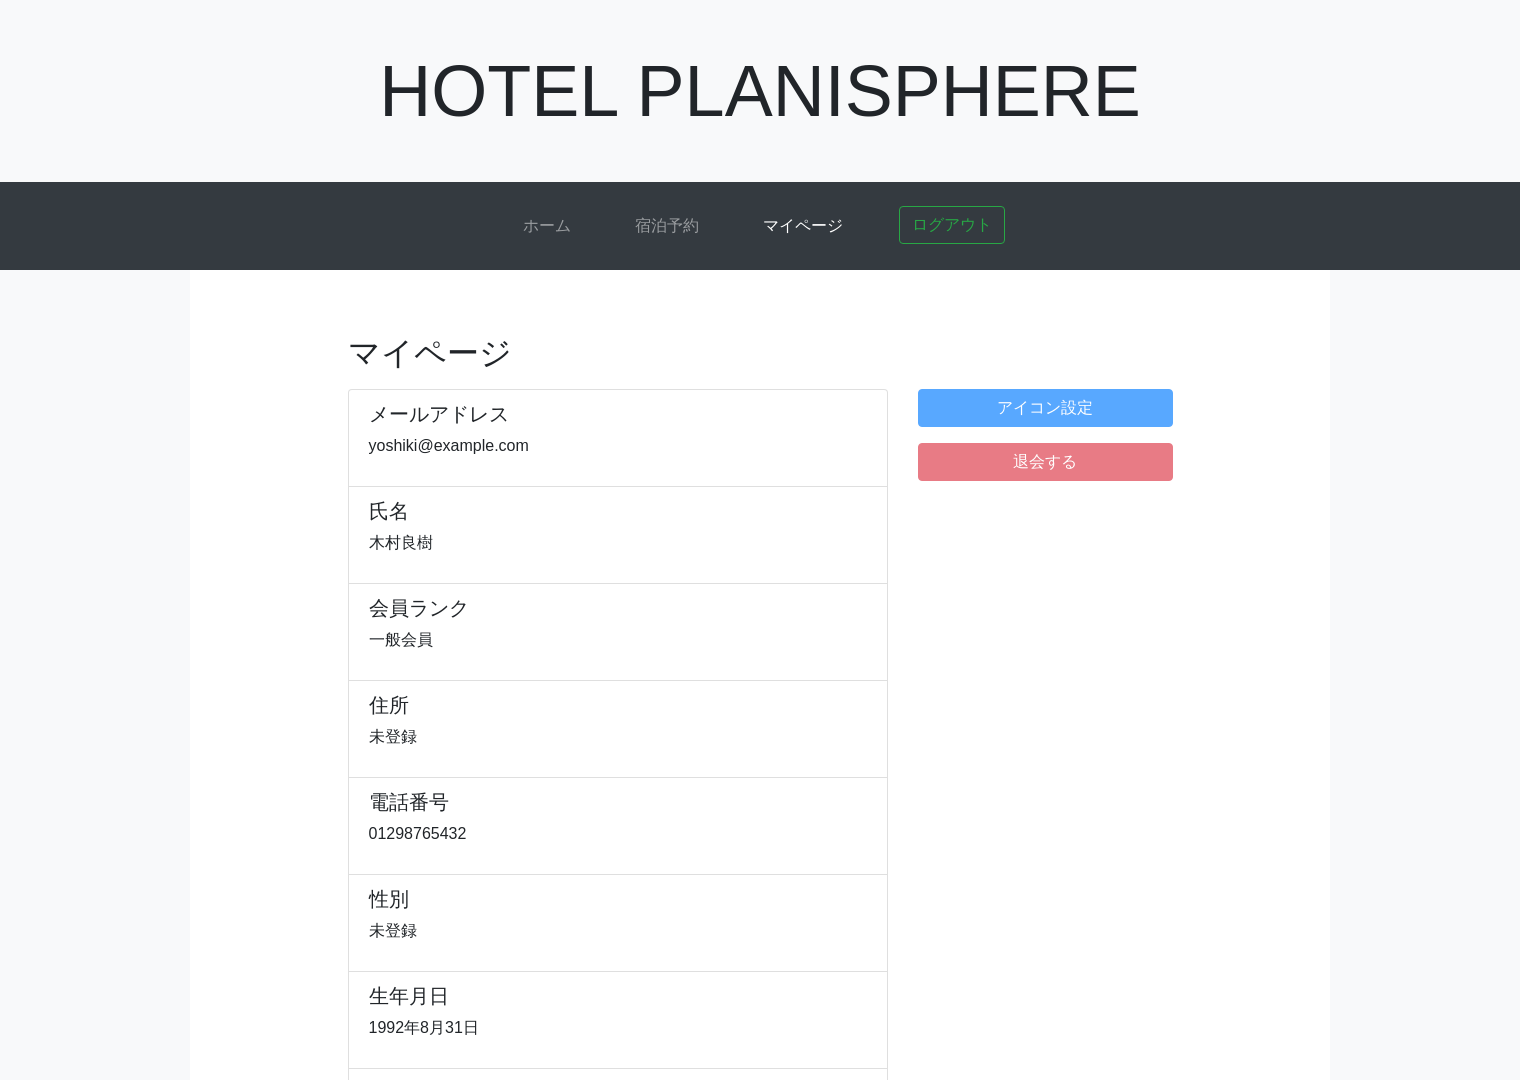 HOTEL PLANISPHERE
ホーム
宿泊予約
マイページ
ログアウト
マイページ
メールアドレス
yoshiki@example.com
氏名
木村良樹
会員ランク
一般会員
住所
未登録
電話番号
01298765432
性別
未登録
生年月日
1992年8月31日
アイコン設定
退会する